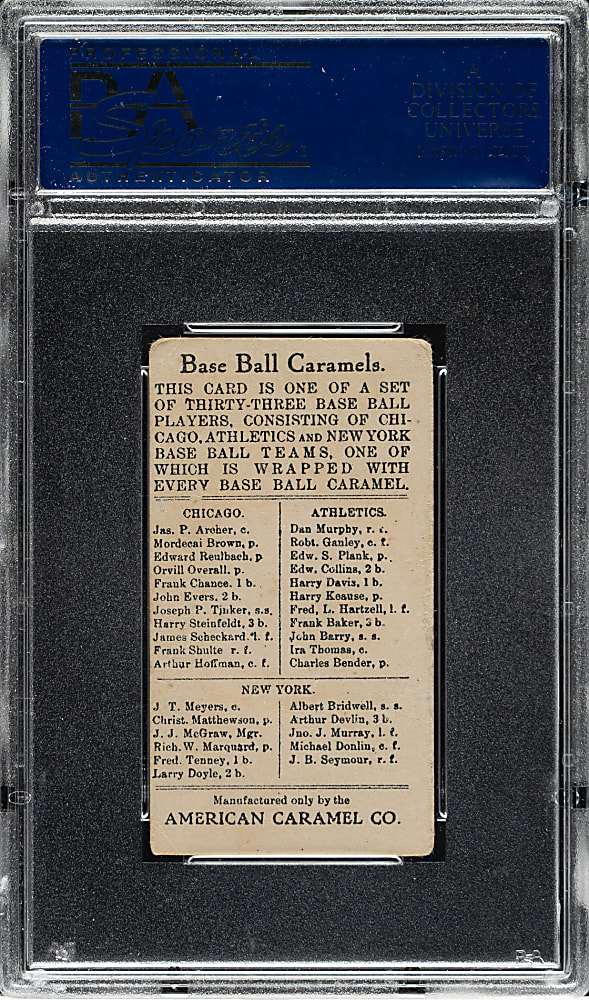 PROFESSIONAL
PSA
Sports
AUTHENTICATOR
A
DIVISION OF
COLLECTORS
UNIVERSE
Base Ball Caramels.
THIS CARD IS ONE OF A SET
OF THIRTY-THREE BASE BALL
PLAYERS, CONSISTING OF CHI-
CAGO, ATHLETICS AND NEW YORK
BASE BALL TEAMS, ONE OF
WHICH IS WRAPPED WITH
EVERY BASE BALL CARAMEL.
CHICAGO.
Jas. P. Archer, c.
Mordecai Brown, p.
Edward Reulbach, p
Orvill Overall, p.
Frank Chance. 1 b.
John Evers, 2 b.
Joseph P. Tinker, s.s.
Harry Steinfeldt, 3 b.
James Scheckard. l. f.
Frank Shulte r. f.
Arthur Hoffman, c. f.
ATHLETICS.
Dan Murphy, r. f.
Robt. Ganley, c. f.
Edw. S. Plank, p.
Edw. Collins, 2 b.
Harry Davis, 1 b.
Harry Keause, p.
Fred. L. Hartzell, l. f.
Frank Baker, 3 b.
John Barry, s. s.
Ira Thomas, c.
Charles Bender, p.
NEW YORK.
J T. Meyers, c.
Christ. Matthewson, p.
J. J. McGraw, Mgr.
Rich. W. Marquard, p.
Fred. Tenney, 1 b.
Larry Doyle, 2 b.
Albert Bridwell, s. s.
Arthur Devlin, 3 b.
Jno. J. Murray, l. f.
Michael Donlin, c. f.
J. B. Seymour, r. f.
Manufactured only by the
AMERICAN CARAMEL CO.
PSA